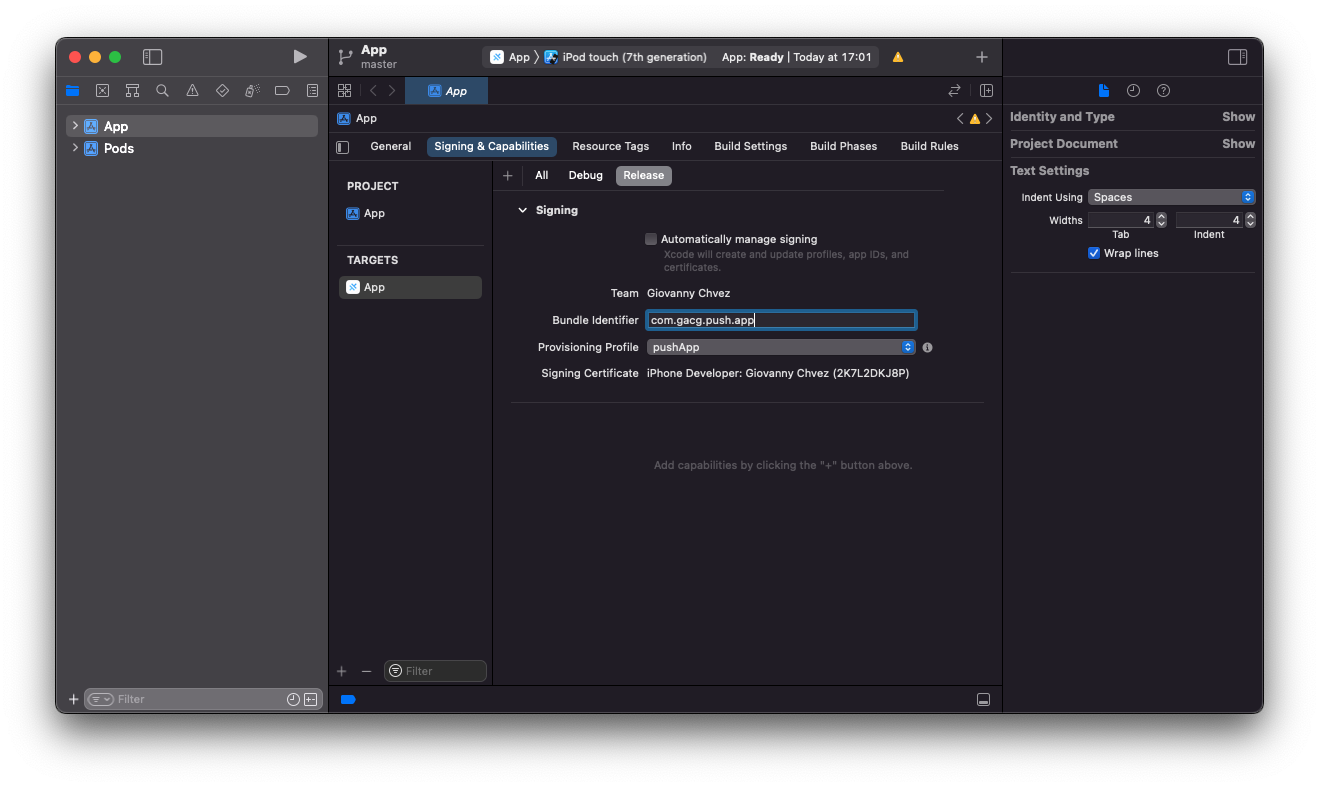 App
master
App
iPod touch (7th generation)
App: Ready | Today at 17:01
App
App
Pods
App
General
Signing & Capabilities
Resource Tags
Info
Build Settings
Build Phases
Build Rules
PROJECT
App
TARGETS
App
All
Debug
Release
Signing
Automatically manage signing
Xcode will create and update profiles, app IDs, and
certificates.
Team Giovanny Chvez
Bundle Identifier com.gacg.push.app
Provisioning Profile pushApp
Signing Certificate iPhone Developer: Giovanny Chvez (2K7L2DKJ8P)
Add capabilities by clicking the "+" button above.
Filter
Filter
Identity and Type Show
Project Document Show
Text Settings
Indent Using Spaces
Widths 4 4
Tab Indent
Wrap lines